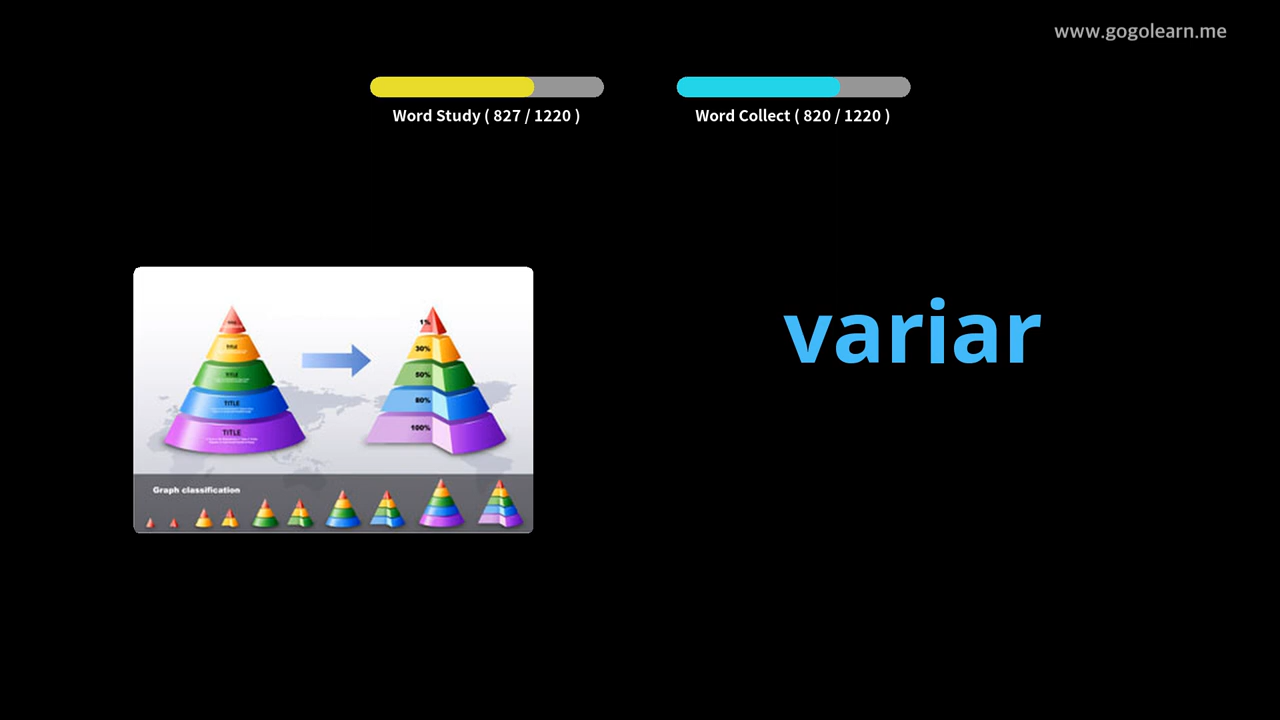 www.gogolearn.me
Word Study ( 827 / 1220 )
Word Collect ( 820 / 1220 )
variar
TITLE
TITLE
TITLE
TITLE
1%
30%
50%
80%
100%
Graph classification